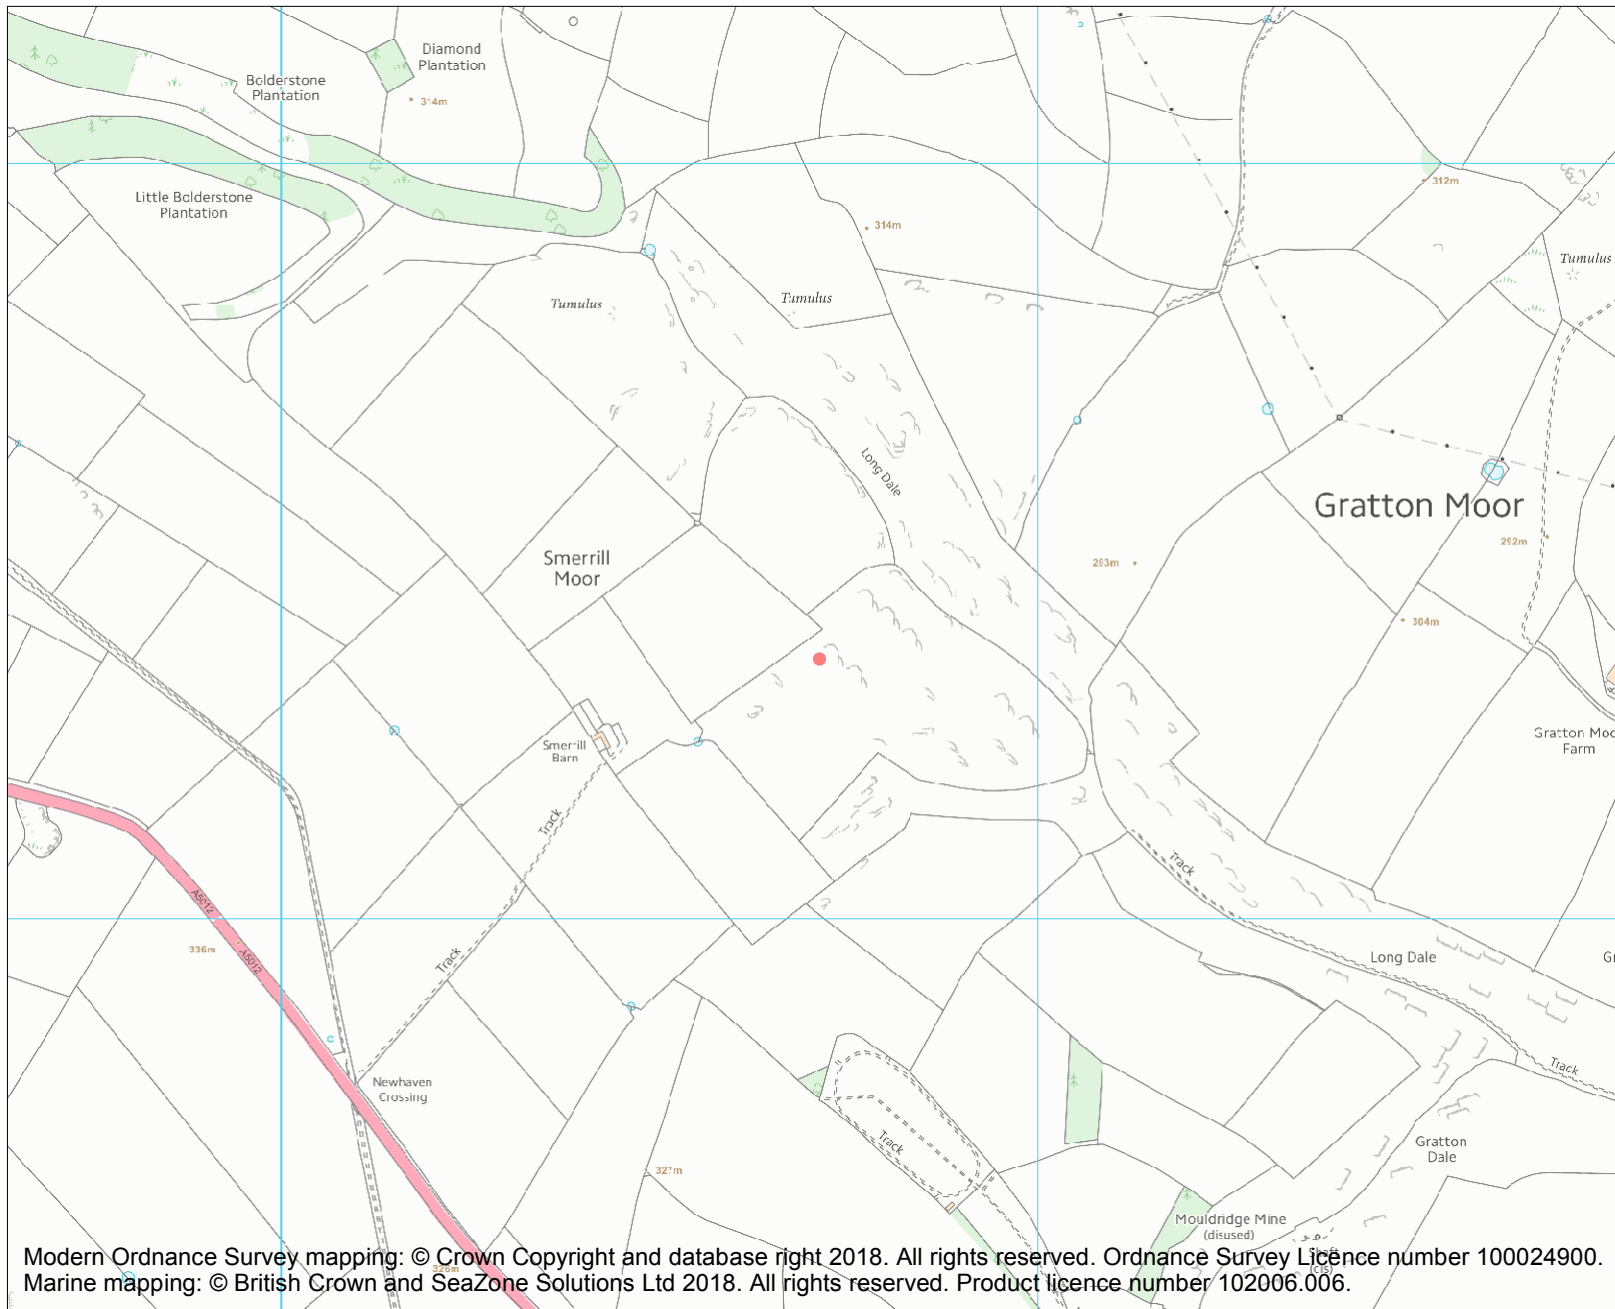 Diamond
Plantation
Bolderstone
Plantation
314m
Little Bolderstone
Plantation
312m
314m
Tumulus
Tumulus
Tumulus
Long Dale
Gratton Moor
292m
Smerrill
Moor
293m
304m
Smerrill
Barn
Gratton Moo
Farm
Track
Track
A5012
336m
A5012
Track
Long Dale
G
Newhaven
Crossing
Track
Track
Gratton
Dale
327m
Mouldridge Mine
(disused)
Shaft
(dis)
326m
Modern Ordnance Survey mapping: © Crown Copyright and database right 2018. All rights reserved. Ordnance Survey Licence number 100024900.
Marine mapping: © British Crown and SeaZone Solutions Ltd 2018. All rights reserved. Product licence number 102006.006.